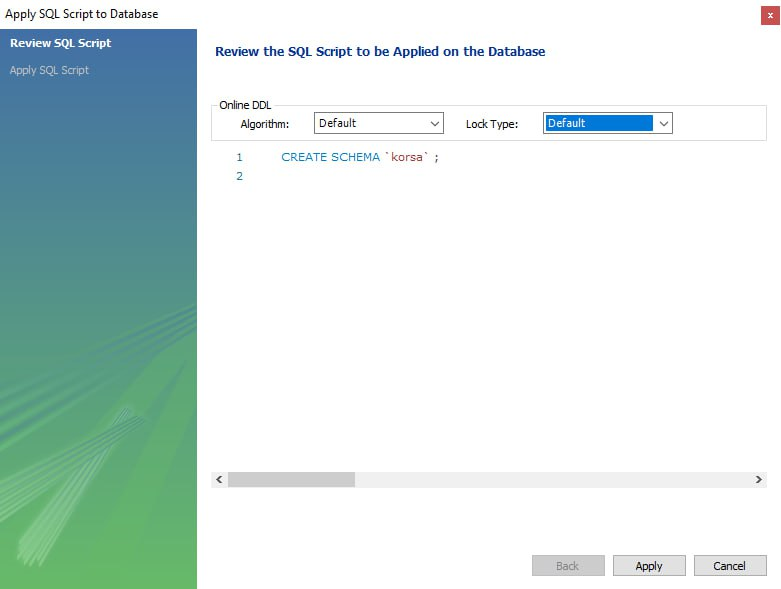 Apply SQL Script to Database
x
Review SQL Script
Apply SQL Script
Review the SQL Script to be Applied on the Database
Online DDL
Algorithm: Default Lock Type: Default
1 CREATE SCHEMA `korsa` ;
2
Back Apply Cancel